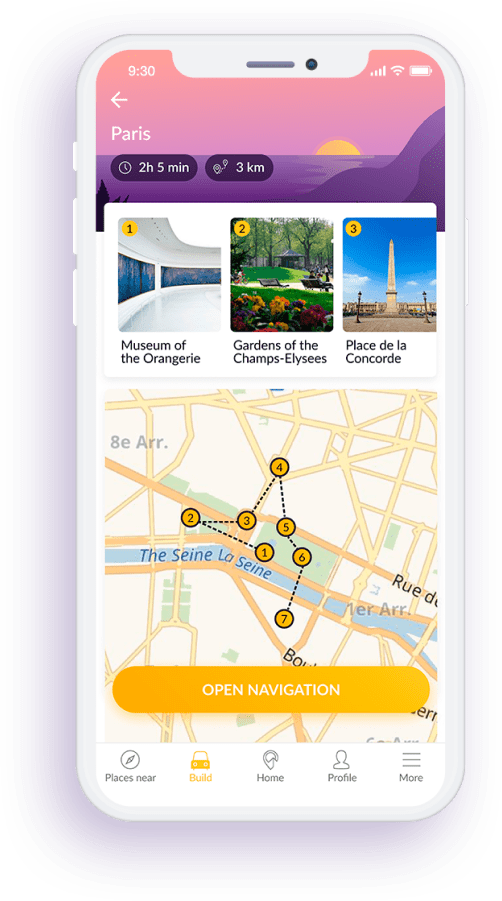 9:30
Paris
2h 5 min
3 km
1
2
3
Museum of
the Orangerie
Gardens of the
Champs-Elysees
Place de la
Concorde
8e Arr.
4
2
3
5
1
6
The Seine La Seine
Rue de
1er Arr.
7
Bou
OPEN NAVIGATION
Places near
Build
Home
Profile
More